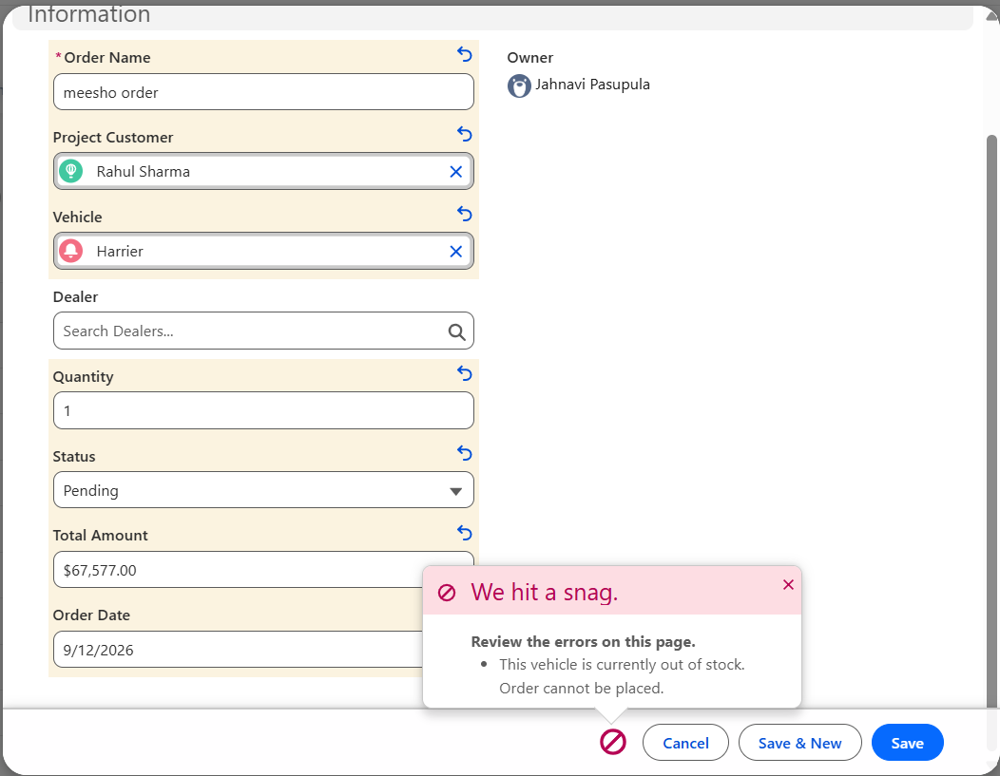 Information
*Order Name
meesho order
Owner
Jahnavi Pasupula
Project Customer
Rahul Sharma
Vehicle
Harrier
Dealer
Search Dealers...
Quantity
1
Status
Pending
Total Amount
$67,577.00
Order Date
9/12/2026
We hit a snag.
Review the errors on this page.
• This vehicle is currently out of stock.
Order cannot be placed.
Cancel
Save & New
Save